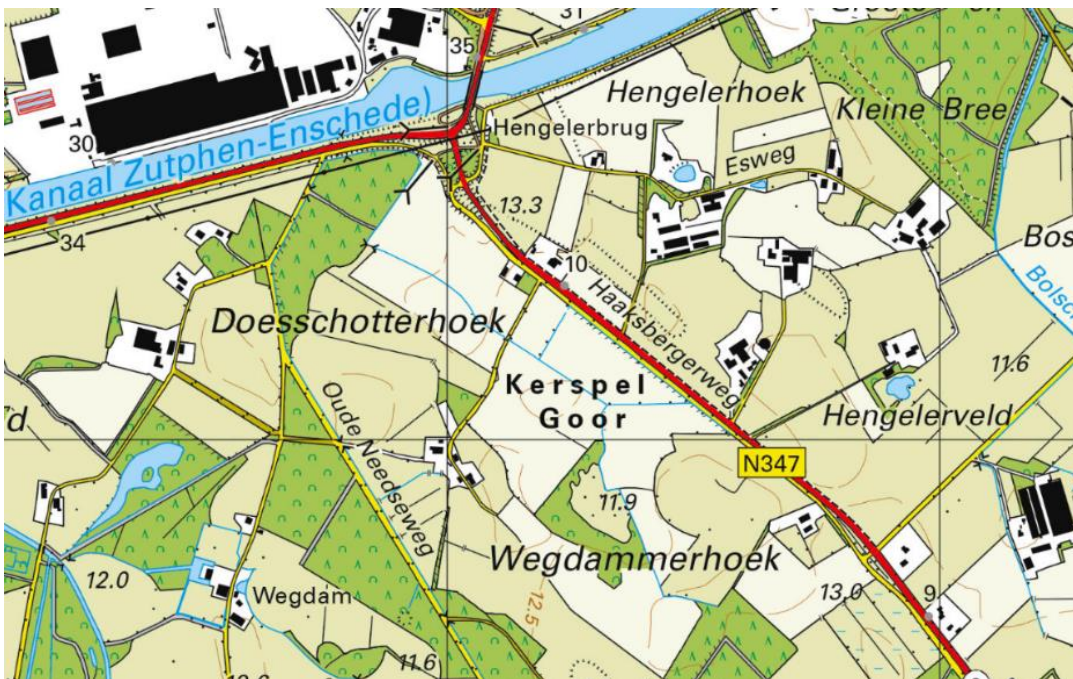 31
35
Hengelerhoek
Kleine Bree
30
Hengelerbrug
Kanaal Zutphen-Enschede)
Esweg
34
13.3
Bos
10
Bolsch
Doesschotterhoek
Haaksbergerweg
11.6
Kerspel
Goor
Hengelerveld
d
Oude Needseweg
N347
11.9
Wegdammerhoek
12.0
Wegdam
12.5
13.0
9
11.6